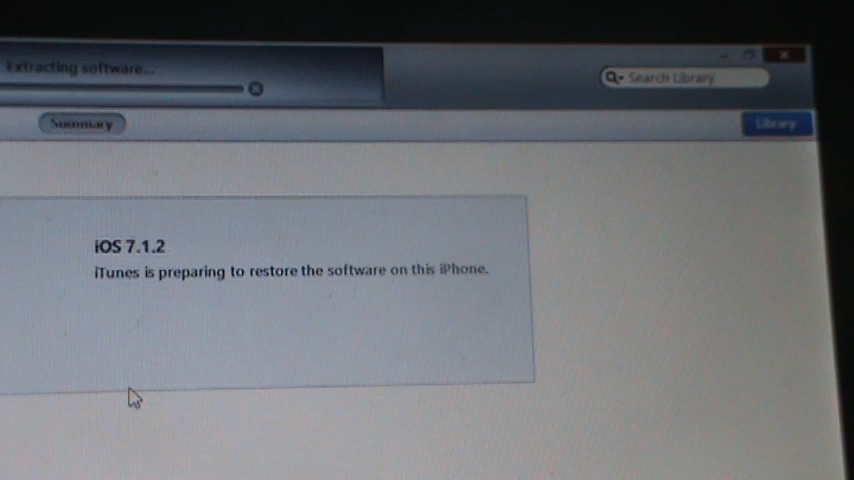 Extracting software...
Search Library
Summary
Library
iOS 7.1.2
iTunes is preparing to restore the software on this iPhone.